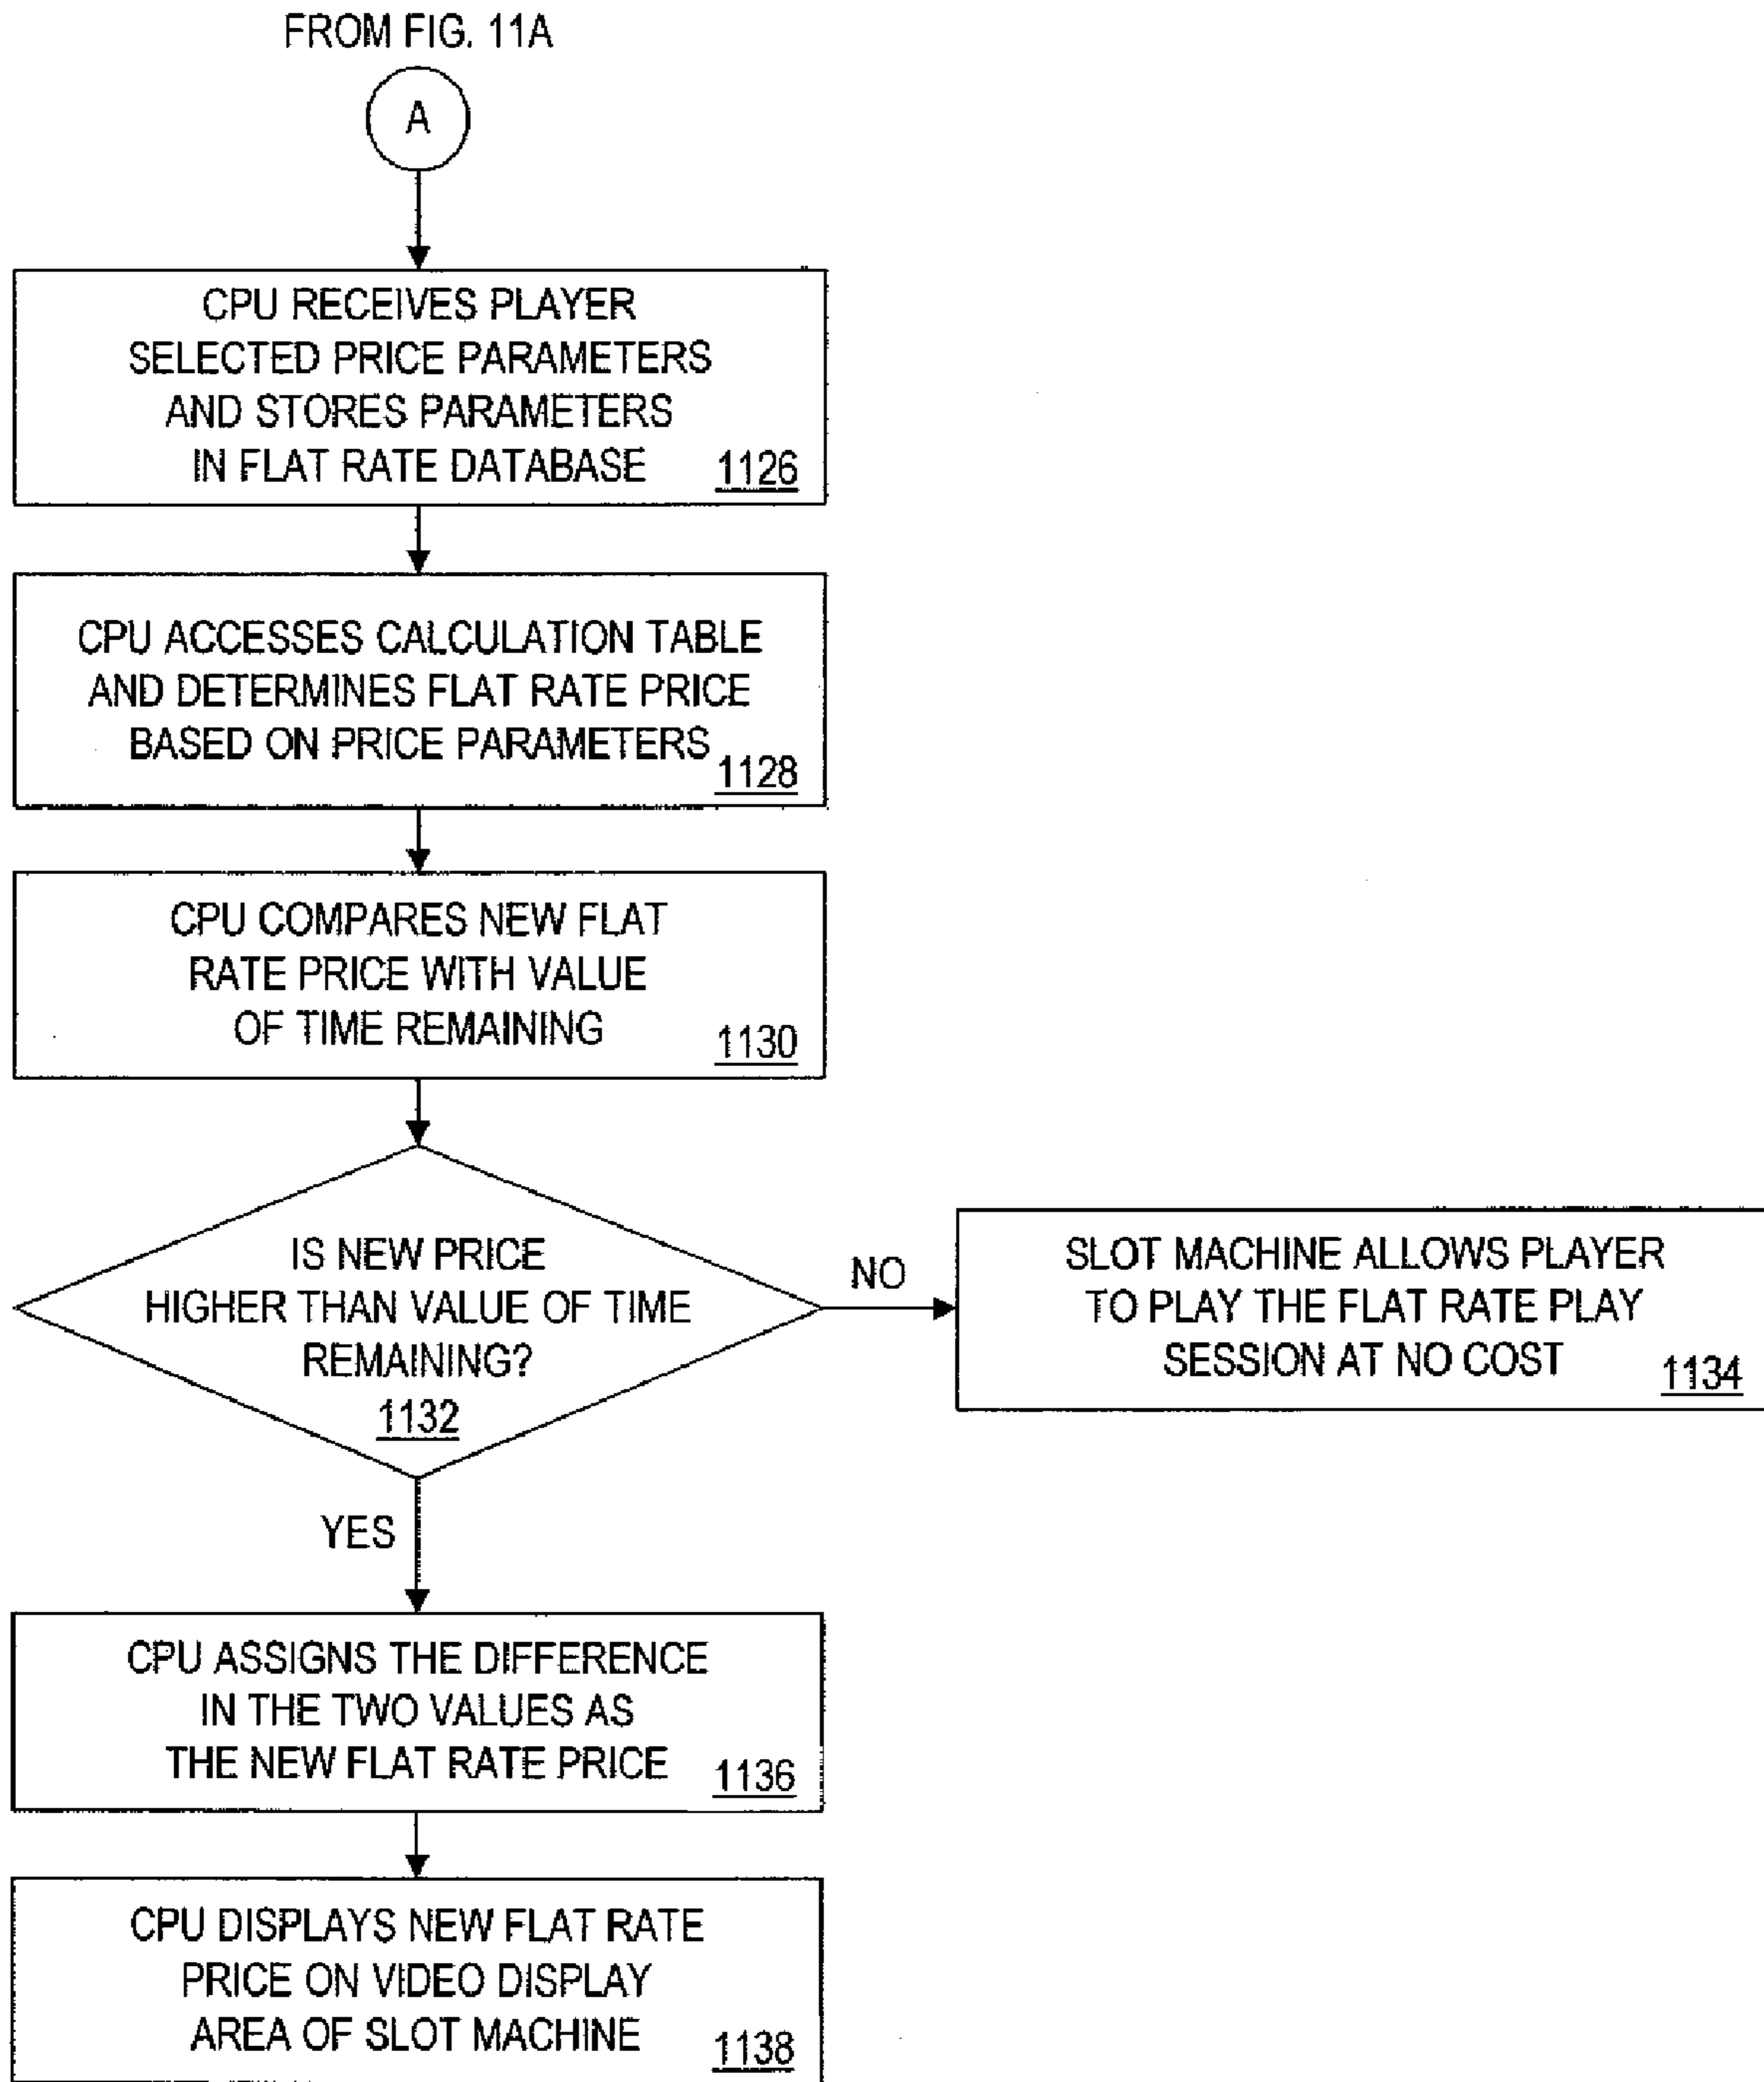 FROM FIG. 11A
A
CPU RECEIVES PLAYER
SELECTED PRICE PARAMETERS
AND STORES PARAMETERS
IN FLAT RATE DATABASE
1126
CPU ACCESSES CALCULATION TABLE
AND DETERMINES FLAT RATE PRICE
BASED ON PRICE PARAMETERS
1128
CPU COMPARES NEW FLAT
RATE PRICE WITH VALUE
OF TIME REMAINING
1130
IS NEW PRICE
HIGHER THAN VALUE OF TIME
REMAINING?
1132
NO
SLOT MACHINE ALLOWS PLAYER
TO PLAY THE FLAT RATE PLAY
SESSION AT NO COST
1134
YES
CPU ASSIGNS THE DIFFERENCE
IN THE TWO VALUES AS
THE NEW FLAT RATE PRICE
1136
CPU DISPLAYS NEW FLAT RATE
PRICE ON VIDEO DISPLAY
AREA OF SLOT MACHINE
1138